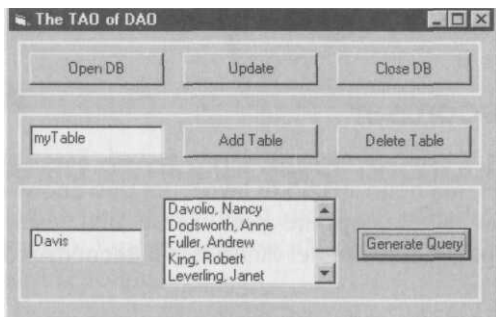 The TAO of DAO
Open DB Update Close DB
myTable Add Table Delete Table
Davis
Davolio, Nancy
Dodsworth, Anne
Fuller, Andrew
King, Robert
Leverling, Janet
Generate Query